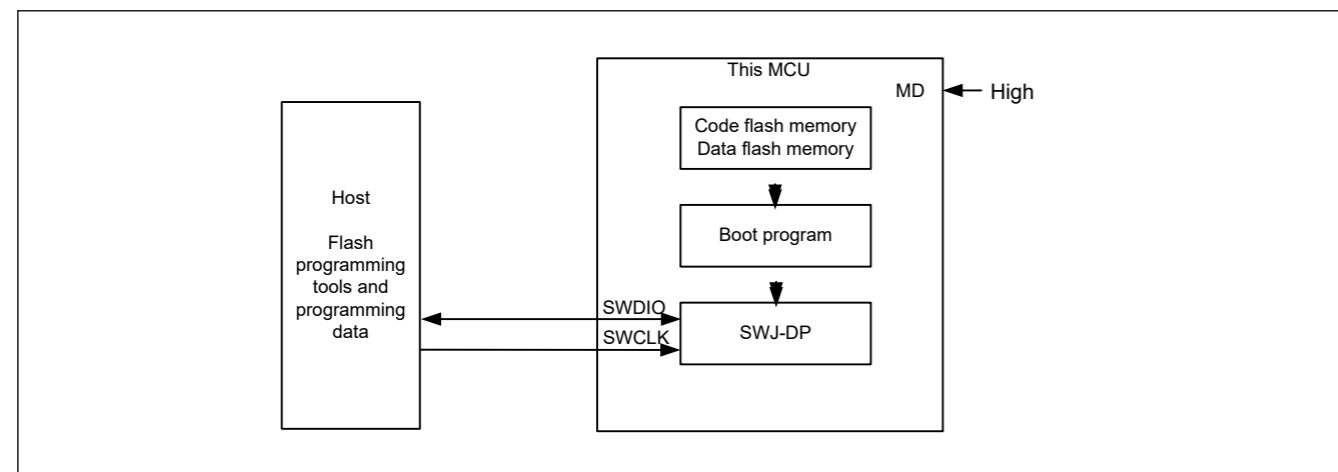 This MCU
MD
High
Code flash memory
Data flash memory
Host
Flash
programming
tools and
programming
data
Boot program
SWDIO
SWCLK
SWJ-DP